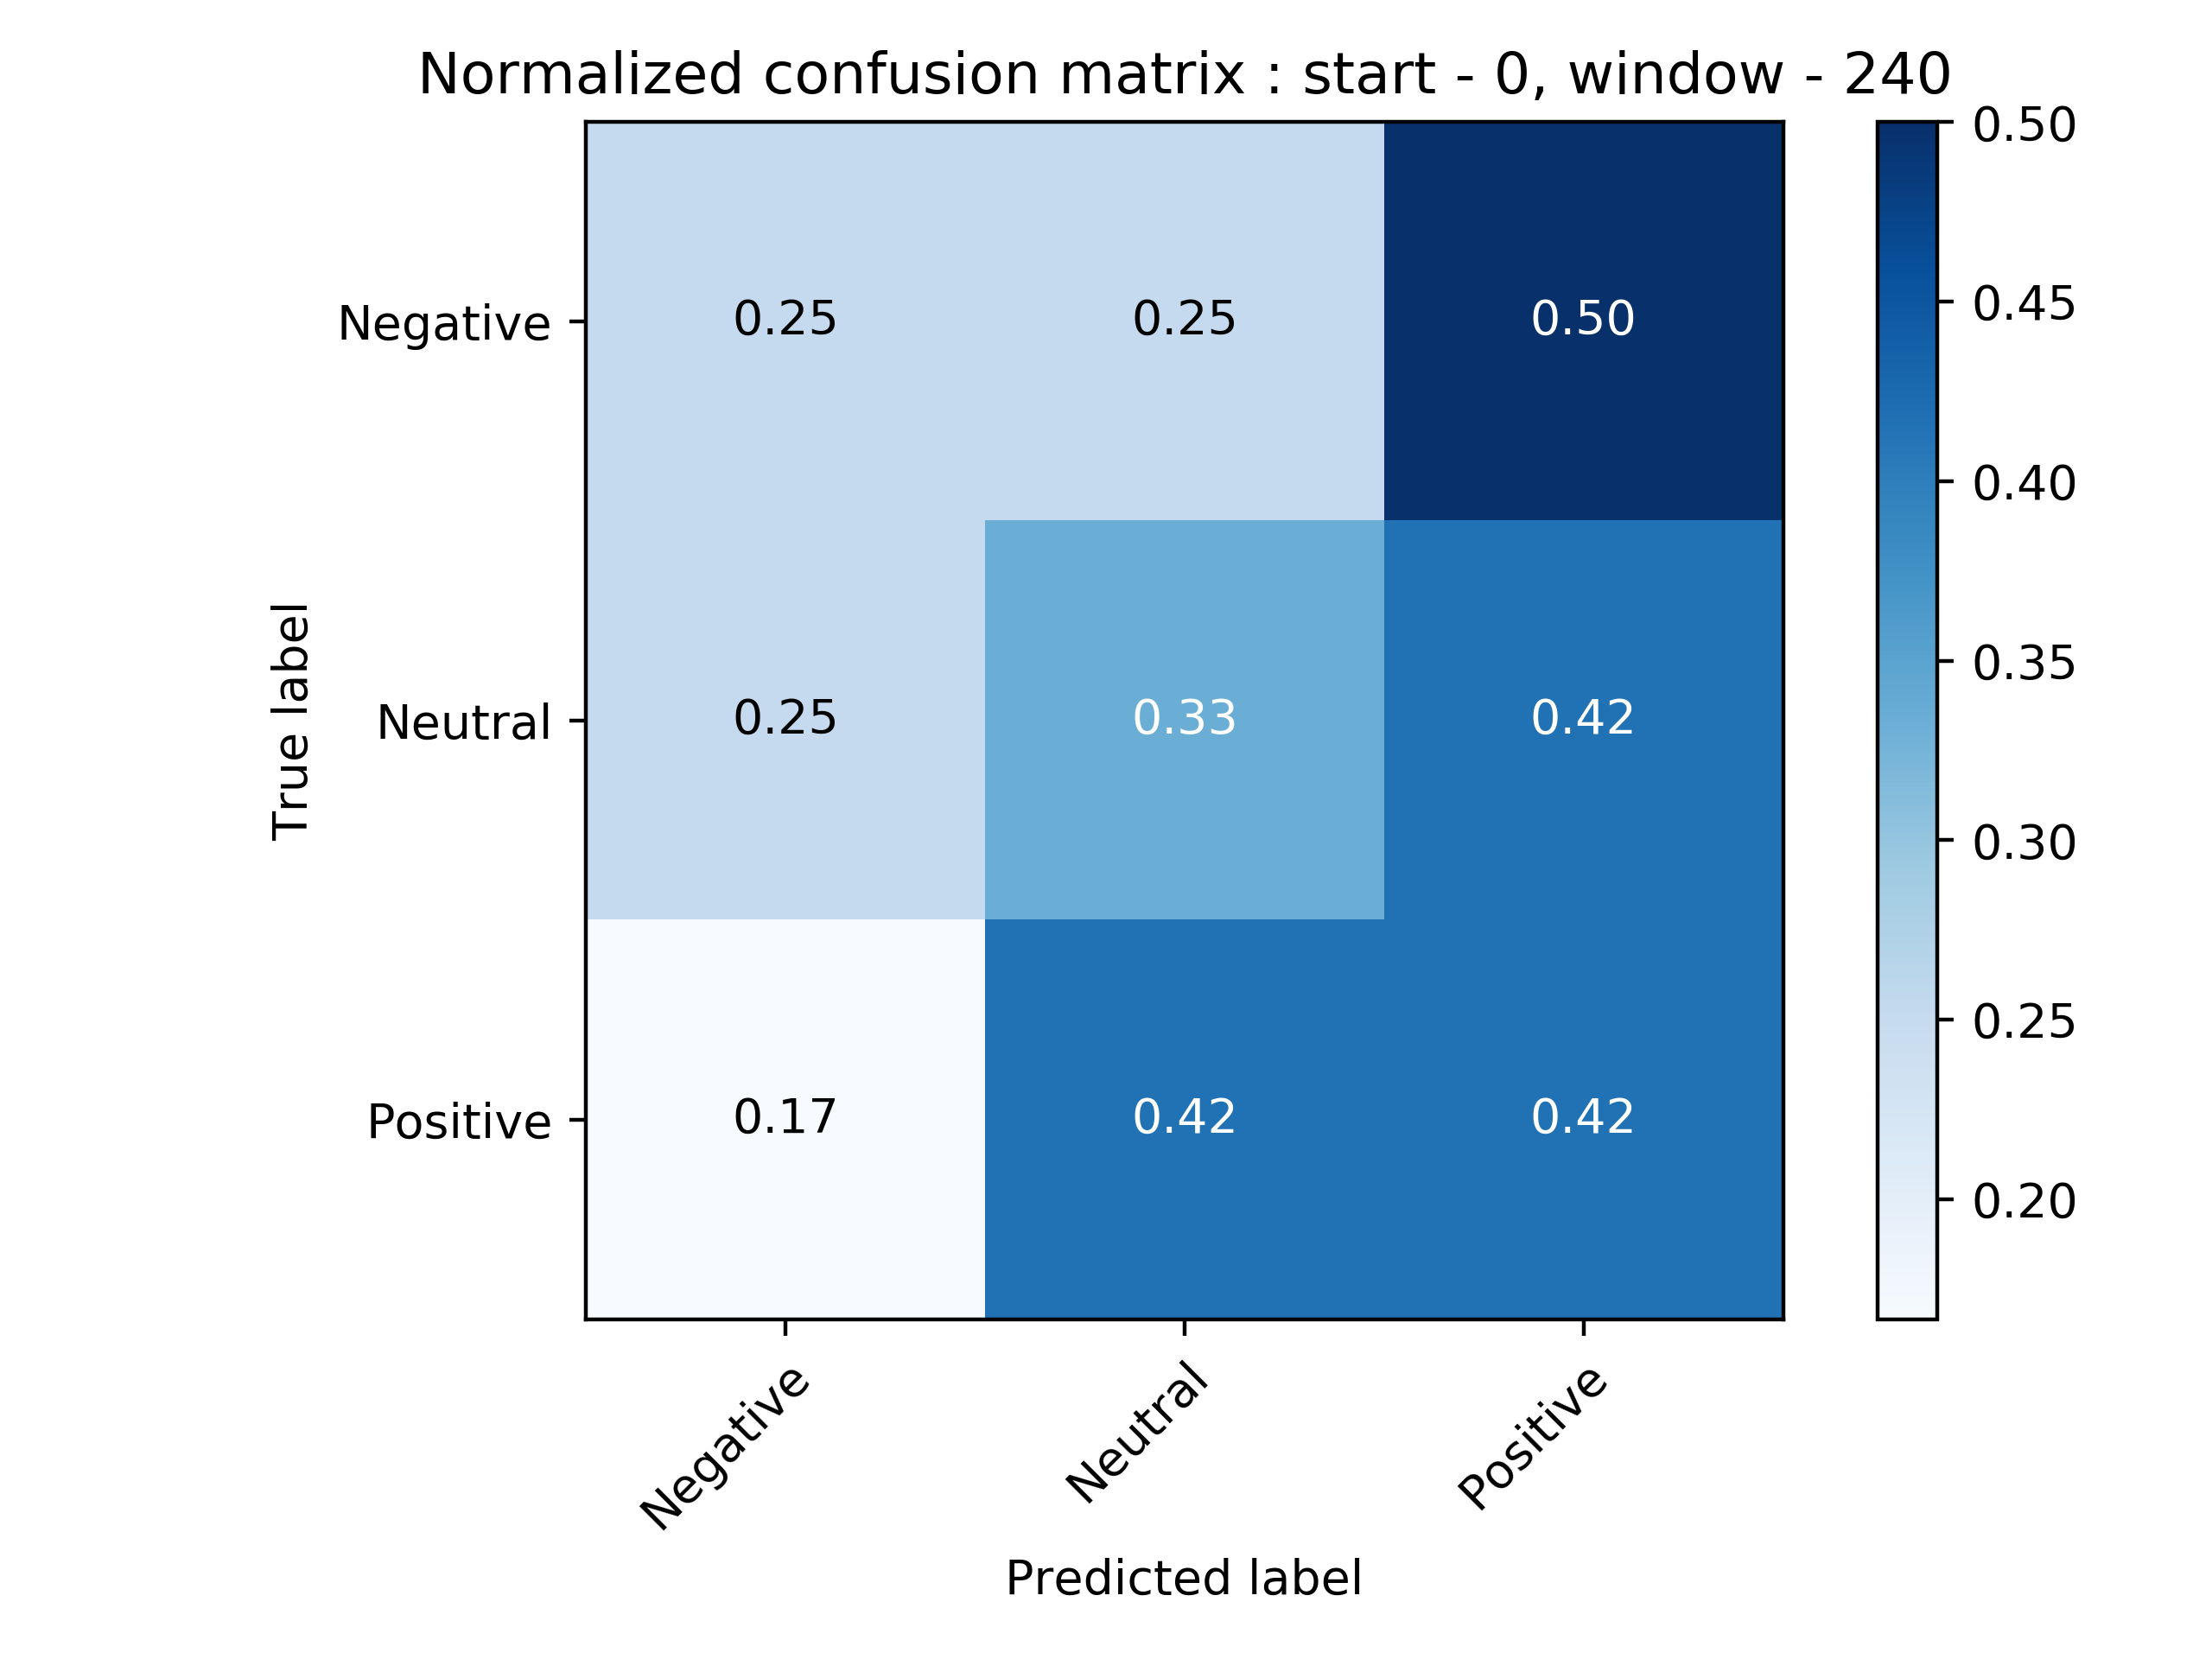 Normalized confusion matrix : start - 0, window - 240
True label
Negative
0.25
0.25
0.50
Neutral
0.25
0.33
0.42
Positive
0.17
0.42
0.42
Negative
Neutral
Positive
Predicted label
0.50
0.45
0.40
0.35
0.30
0.25
0.20